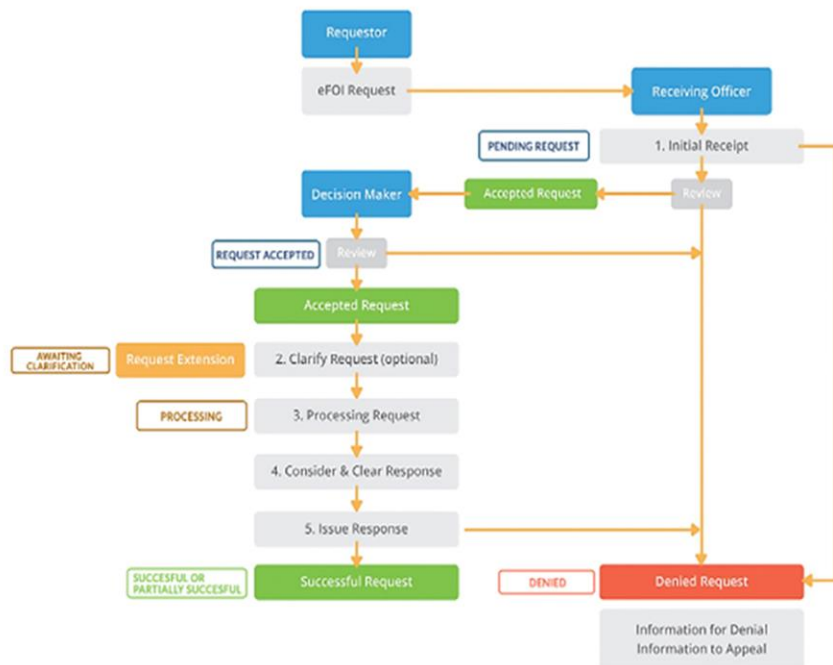 Requestor
eFOI Request
Receiving Officer
PENDING REQUEST
1. Initial Receipt
Decision Maker
Accepted Request
Review
REQUEST ACCEPTED
Review
Accepted Request
AWAITING
CLARIFICATION
Request Extension
2. Clarify Request (optional)
PROCESSING
3. Processing Request
4. Consider & Clear Response
5. Issue Response
SUCCESFUL OR
PARTIALLY SUCCESFUL
Successful Request
DENIED
Denied Request
Information for Denial
Information to Appeal